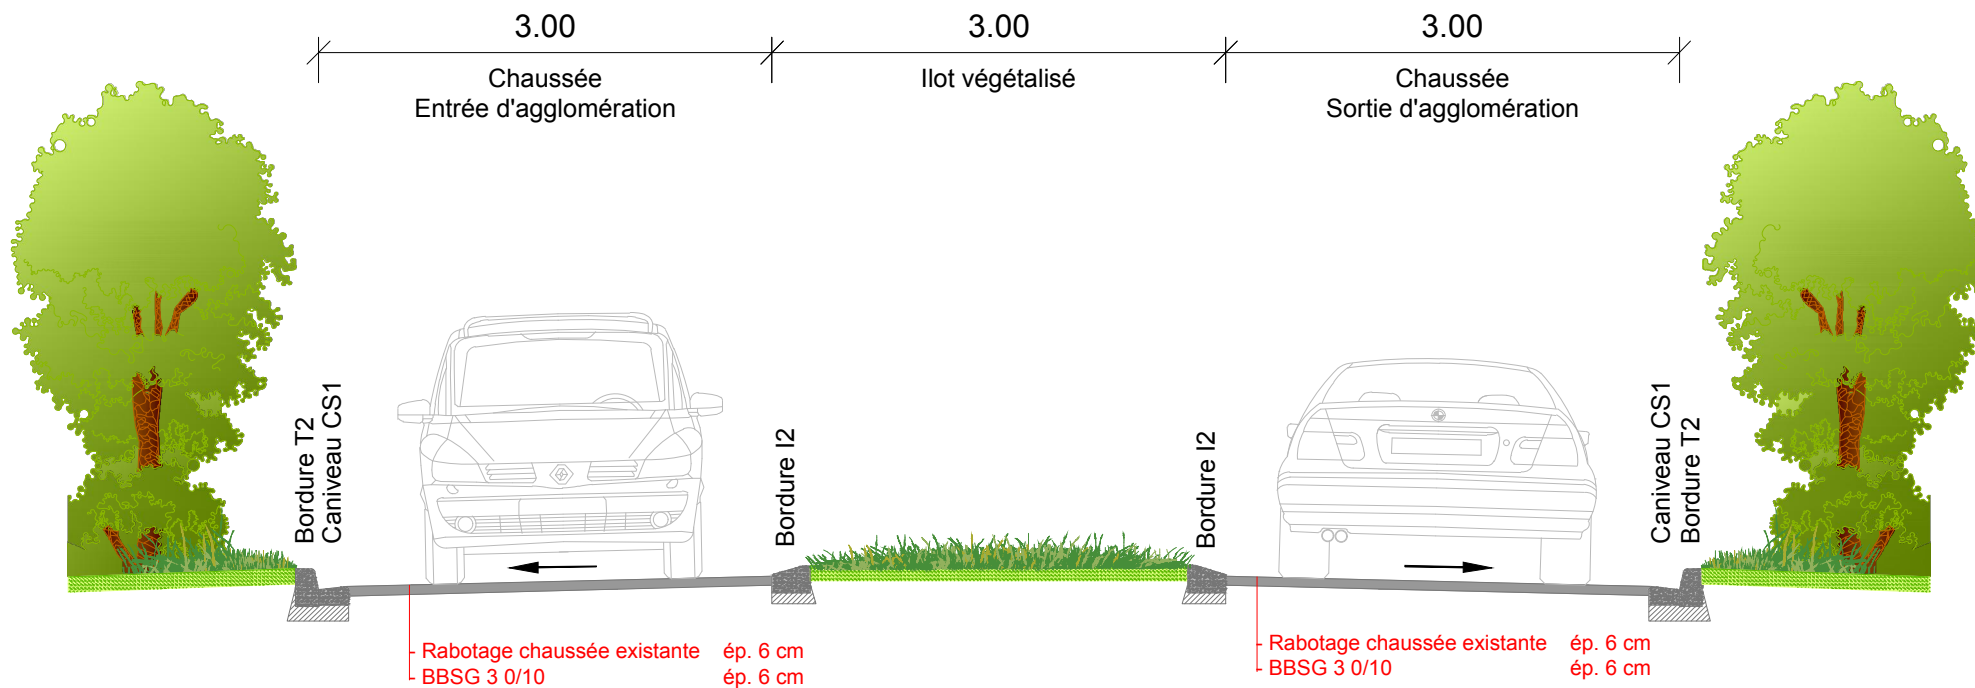 3.00
3.00
3.00
Chaussée
Entrée d'agglomération
Ilot végétalisé
Chaussée
Sortie d'agglomération
Bordure T2
Caniveau CS1
Bordure I2
Bordure I2
Caniveau CS1
Bordure T2
- Rabotage chaussée existante ép. 6 cm
- BBSG 3 0/10 ép. 6 cm
- Rabotage chaussée existante ép. 6 cm
- BBSG 3 0/10 ép. 6 cm